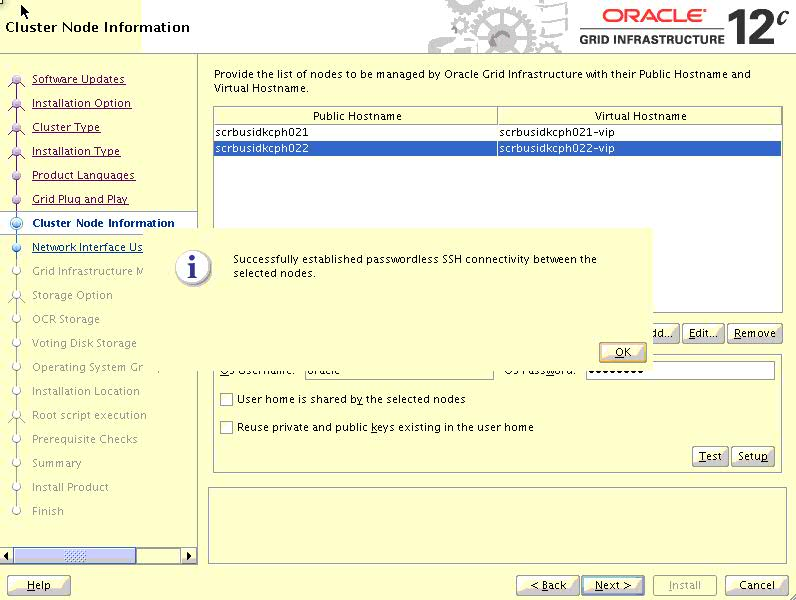 Cluster Node Information
ORACLE
GRID INFRASTRUCTURE
12c
Software Updates
Installation Option
Cluster Type
Installation Type
Product Languages
Grid Plug and Play
Cluster Node Information
Network Interface Us
Grid Infrastructure M
Storage Option
OCR Storage
Voting Disk Storage
Operating System Gr
Installation Location
Root script execution
Prerequisite Checks
Summary
Install Product
Finish
Provide the list of nodes to be managed by Oracle Grid Infrastructure with their Public Hostname and
Virtual Hostname.
Public Hostname Virtual Hostname
scrbusidkcph021 scrbusidkcph021-vip
scrbusidkcph022 scrbusidkcph022-vip
Successfully established passwordless SSH connectivity between the
selected nodes.
OK
dd... Edit... Remove
OS Username: oracle OS Password: ••••••••
User home is shared by the selected nodes
Reuse private and public keys existing in the user home
Test Setup
Help < Back Next > Install Cancel